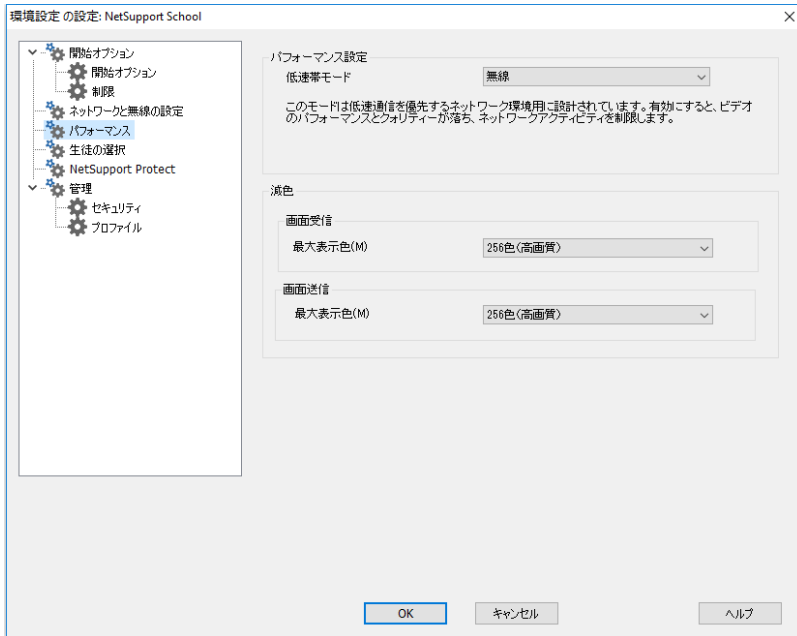 環境設定 の設定: NetSupport School
開始オプション
開始オプション
制限
ネットワークと無線の設定
パフォーマンス
生徒の選択
NetSupport Protect
管理
セキュリティ
プロファイル
パフォーマンス設定
低速帯モード
無線
このモードは低速通信を優先するネットワーク環境用に設計されています。有効にすると、ビデオ
のパフォーマンスとクォリティーが落ち、ネットワークアクティビティを制限します。
減色
画面受信
最大表示色(M)
256色(高画質)
画面送信
最大表示色(M)
256色(高画質)
OK
キャンセル
ヘルプ